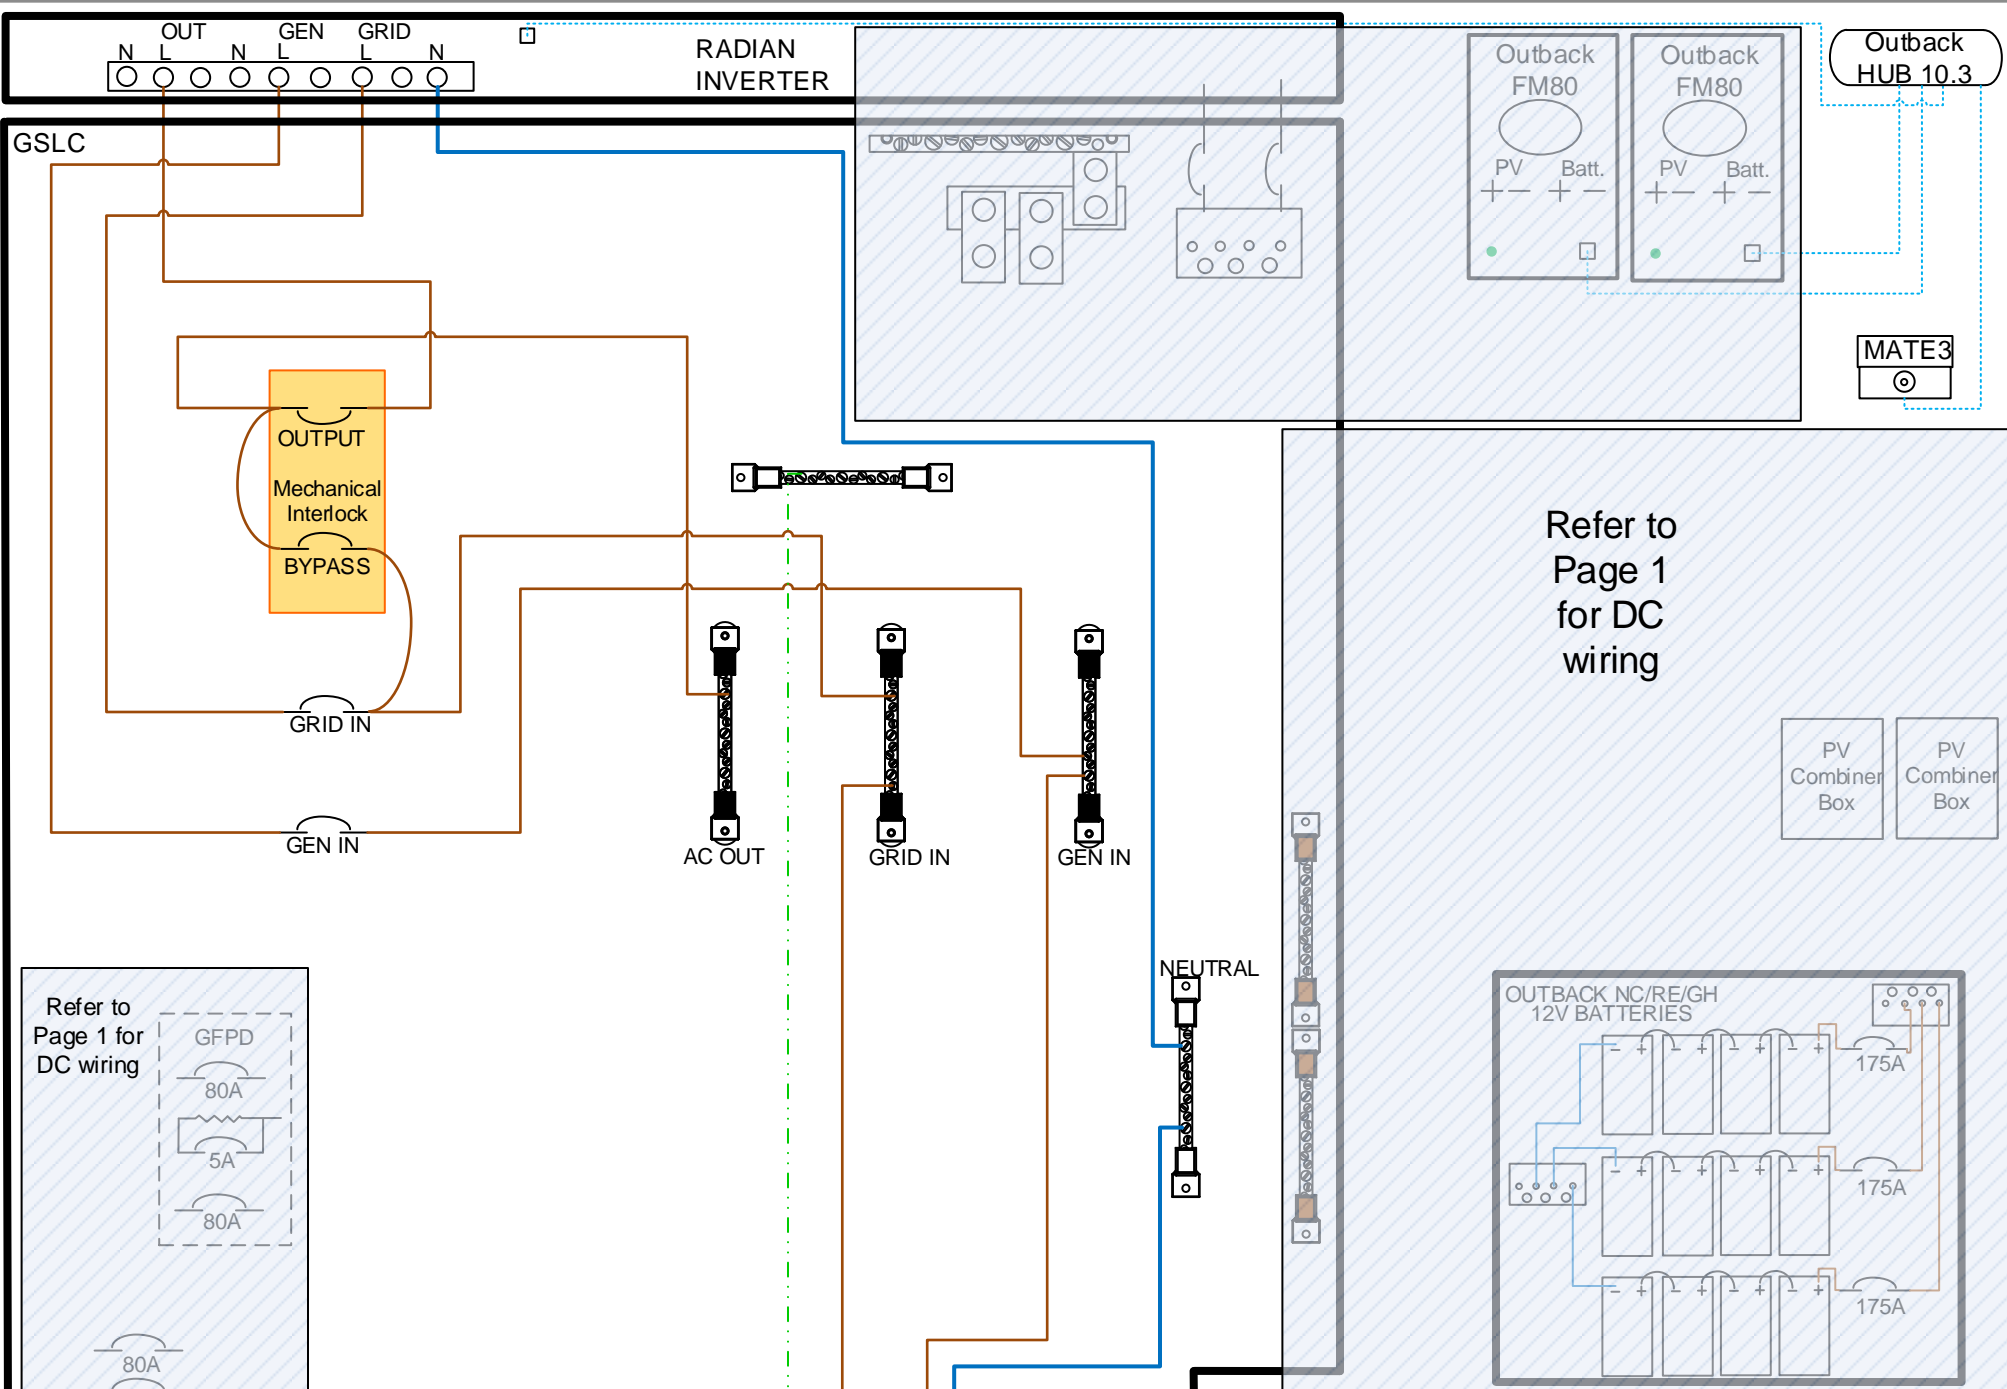 OUT GEN GRID
N L N L L N
RADIAN
INVERTER
Outback
FM80
PV Batt.
Outback
FM80
PV Batt.
Outback
HUB 10.3
GSLC
MATE3
OUTPUT
Mechanical
Interlock
BYPASS
GRID IN
GEN IN
AC OUT
GRID IN
GEN IN
NEUTRAL
Refer to
Page 1
for DC
wiring
PV
Combiner
Box
PV
Combiner
Box
Refer to
Page 1 for
DC wiring
GFPD
80A
5A
80A
80A
OUTBACK NC/RE/GH
12V BATTERIES
175A
175A
175A